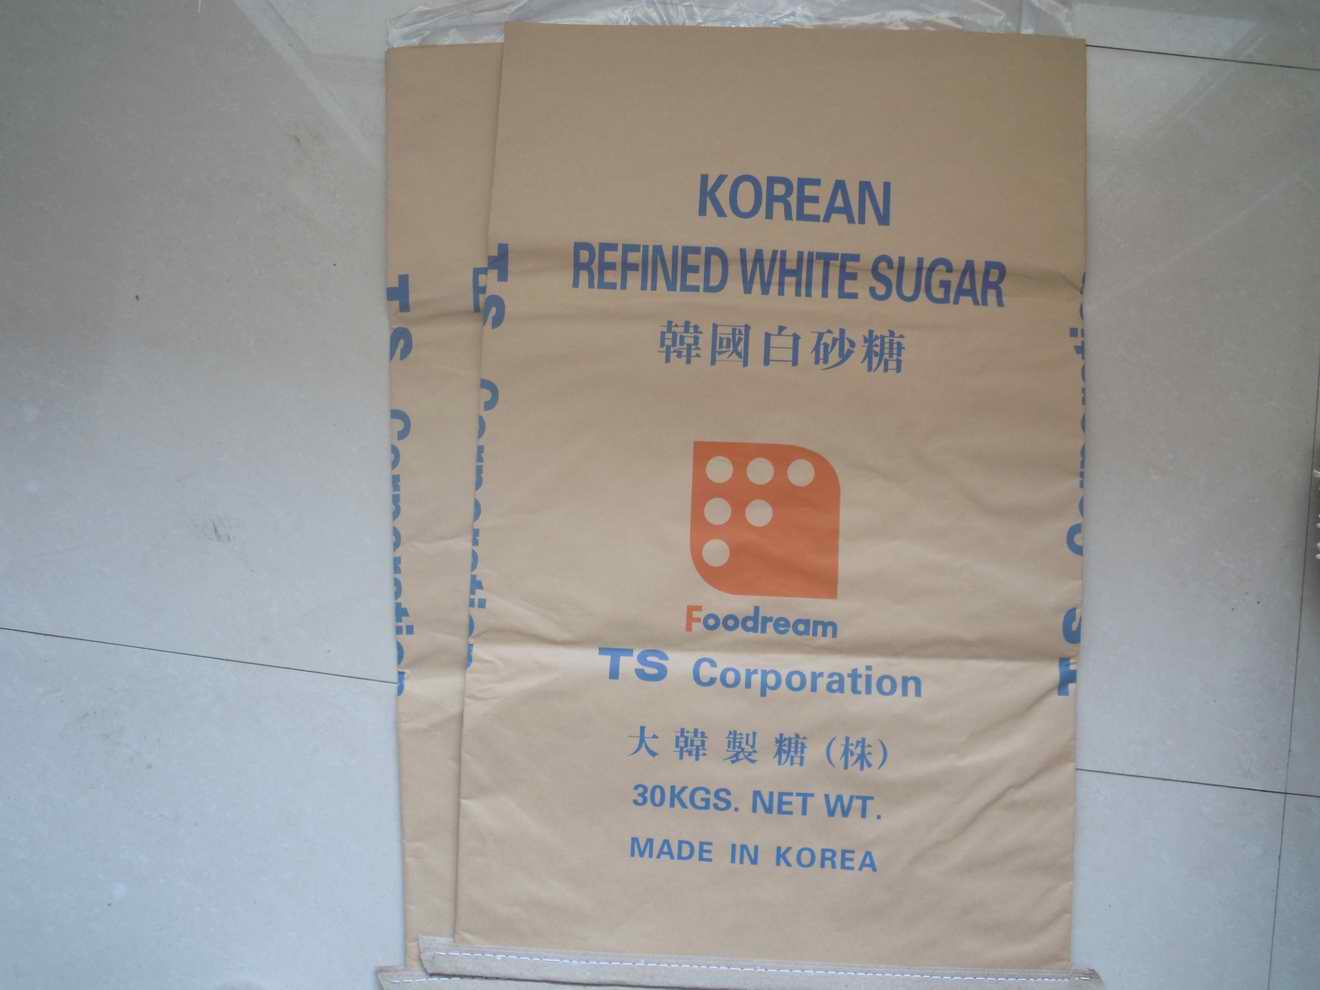 KOREAN
REFINED WHITE SUGAR
韓國白砂糖
Foodream
TS Corporation
大韓製糖(株)
30KGS. NET WT.
MADE IN KOREA
TS Corporation
TS Corporation